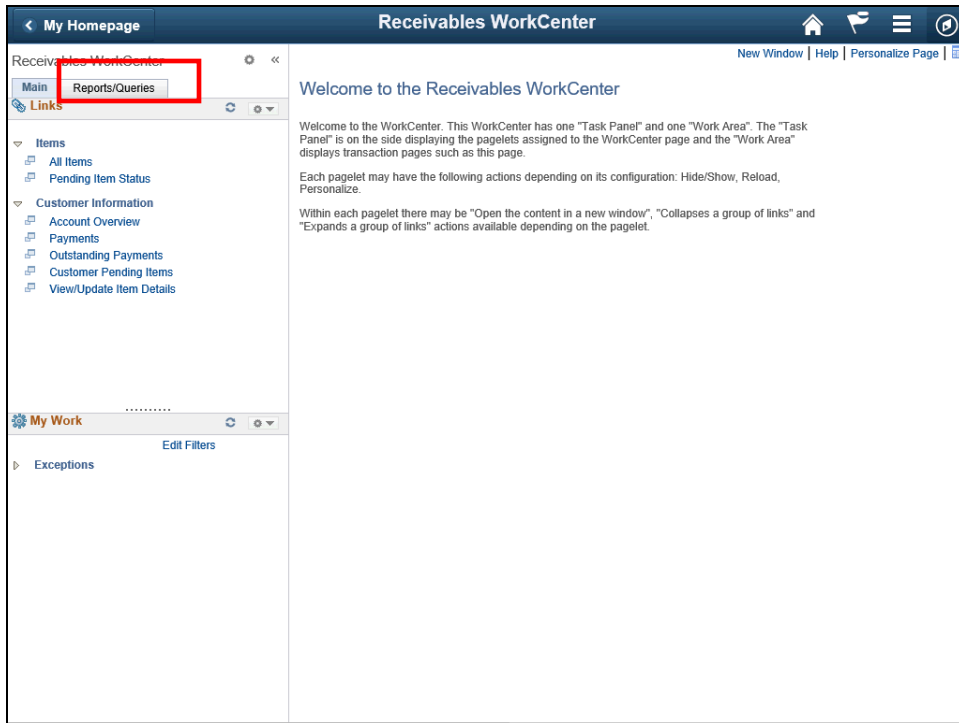 My Homepage
Receivables WorkCenter
New Window | Help | Personalize Page |
Receivables WorkCenter
Main
Reports/Queries
Links
Items
All Items
Pending Item Status
Customer Information
Account Overview
Payments
Outstanding Payments
Customer Pending Items
View/Update Item Details
My Work
Edit Filters
Exceptions
Welcome to the Receivables WorkCenter
Welcome to the WorkCenter. This WorkCenter has one "Task Panel" and one "Work Area". The "Task
Panel" is on the side displaying the pagelets assigned to the WorkCenter page and the "Work Area"
displays transaction pages such as this page.
Each pagelet may have the following actions depending on its configuration: Hide/Show, Reload,
Personalize.
Within each pagelet there may be "Open the content in a new window", "Collapses a group of links" and
"Expands a group of links" actions available depending on the pagelet.